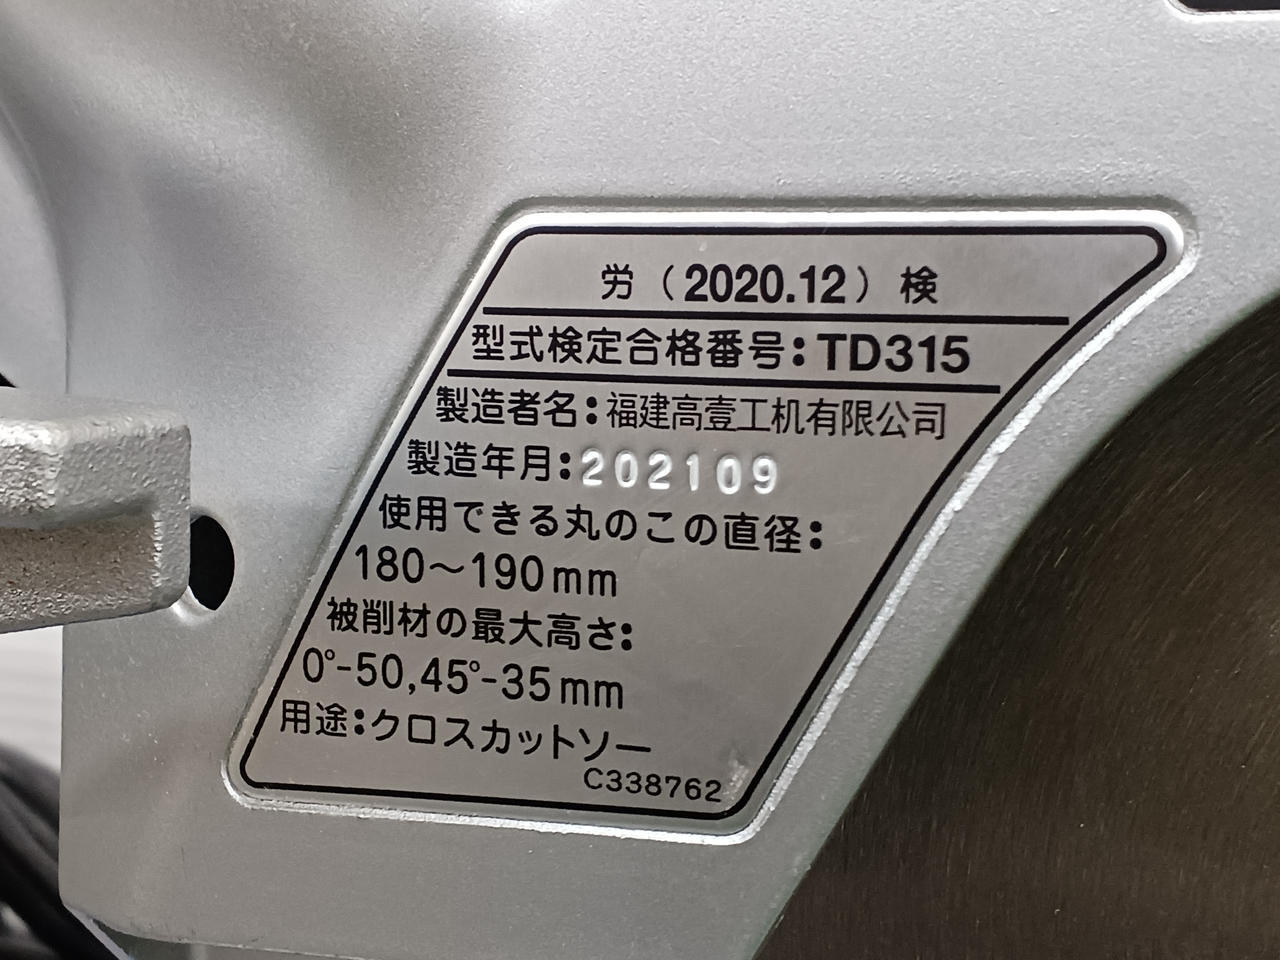 労（2020.12）検
型式検定合格番号：TD315
製造者名：福建高壹工机有限公司
製造年月：202109
使用できる丸のこの直径：
180～190mm
被削材の最大高さ：
0°-50,45°-35mm
用途：クロスカットソー
C338762